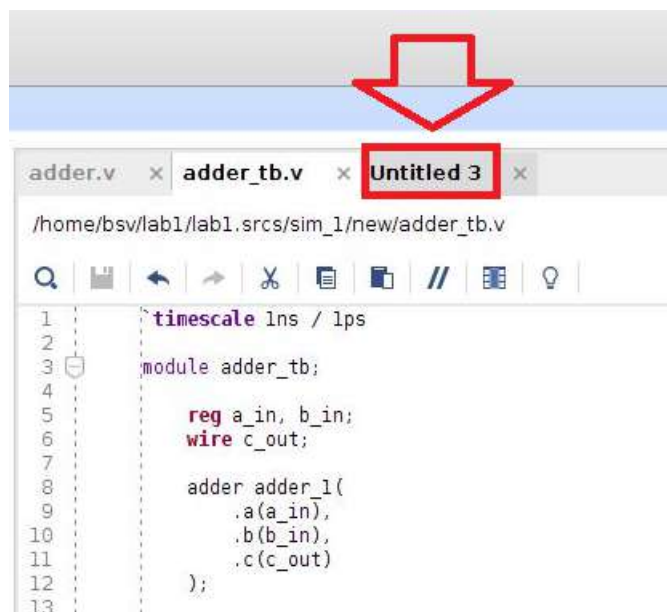 adder.v × adder_tb.v × Untitled 3 ×
/home/bsv/lab1/lab1.srcs/sim_1/new/adder_tb.v
1 `timescale 1ns / 1ps
2
3 module adder_tb;
4
5 reg a_in, b_in;
6 wire c_out;
7
8 adder adder_1(
9 .a(a_in),
10 .b(b_in),
11 .c(c_out)
12 );
13